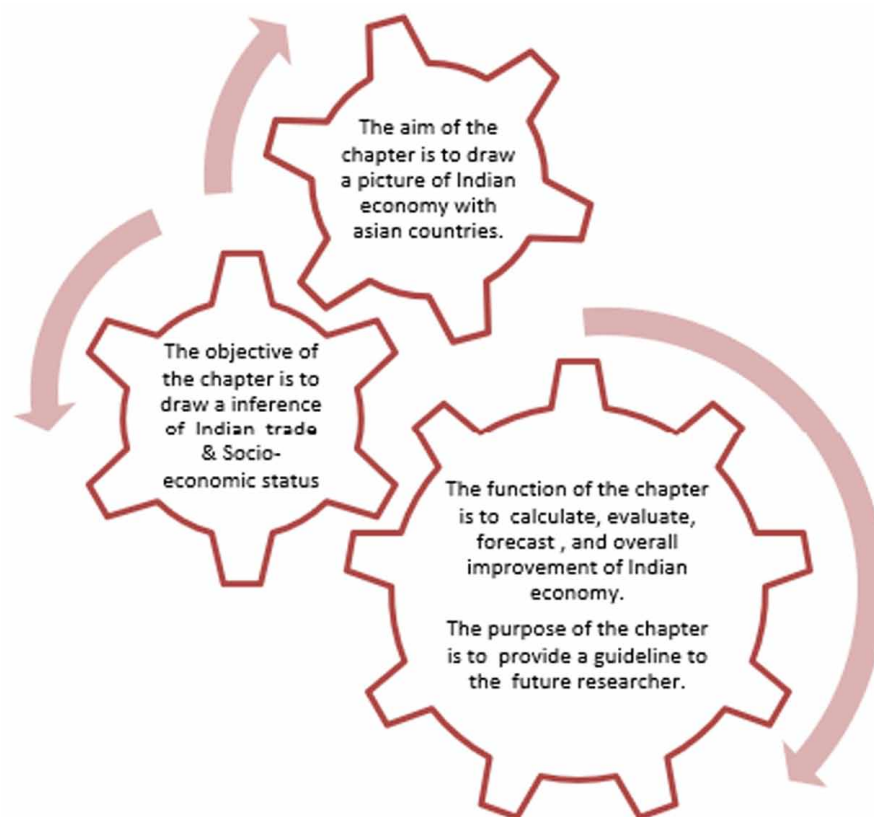 The aim of the
chapter is to draw
a picture of Indian
economy with
asian countries.
The objective of
the chapter is to
draw a inference
of Indian trade
& Socio-
economic status
The function of the chapter
is to calculate, evaluate,
forecast , and overall
improvement of Indian
economy.
The purpose of the chapter
is to provide a guideline to
the future researcher.